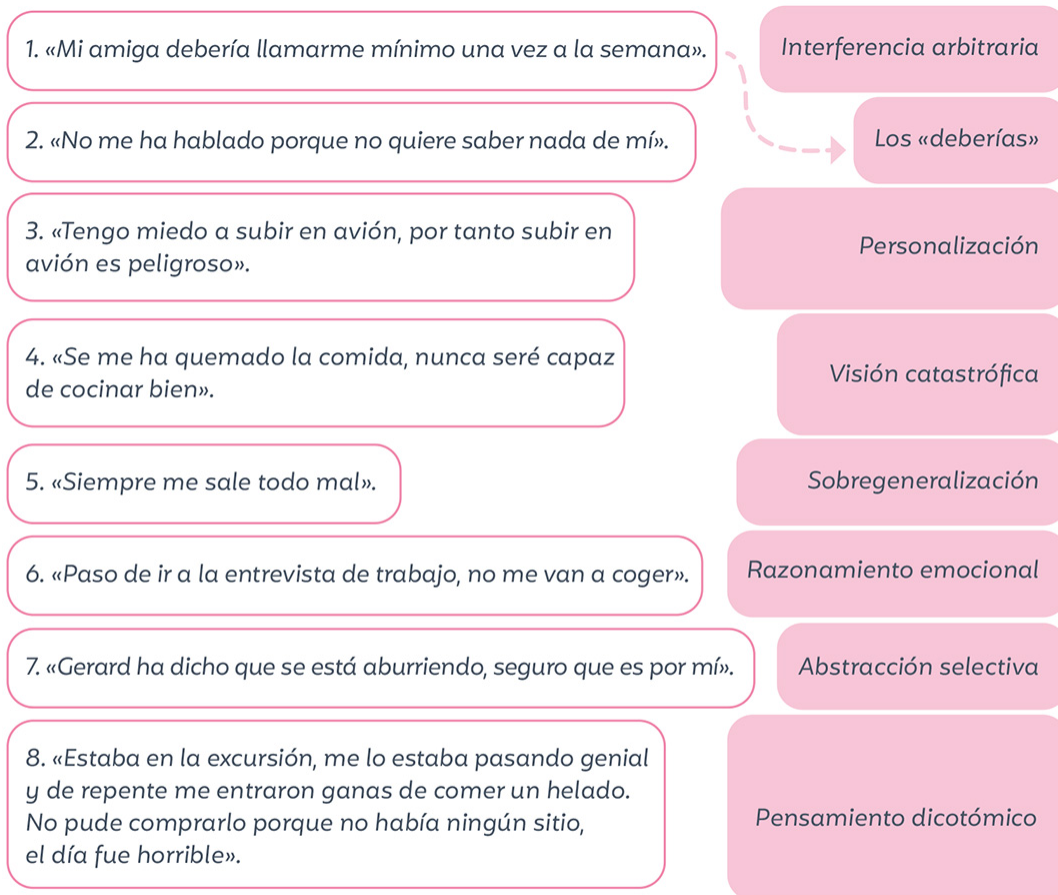 1. «Mi amiga debería llamarme mínimo una vez a la semana».
Interferencia arbitraria
2. «No me ha hablado porque no quiere saber nada de mí».
Los «deberías»
3. «Tengo miedo a subir en avión, por tanto subir en
avión es peligroso».
Personalización
4. «Se me ha quemado la comida, nunca seré capaz
de cocinar bien».
Visión catastrófica
5. «Siempre me sale todo mal».
Sobregeneralización
6. «Paso de ir a la entrevista de trabajo, no me van a coger».
Razonamiento emocional
7. «Gerard ha dicho que se está aburriendo, seguro que es por mí».
Abstracción selectiva
8. «Estaba en la excursión, me lo estaba pasando genial
y de repente me entraron ganas de comer un helado.
No pude comprarlo porque no había ningún sitio,
el día fue horrible».
Pensamiento dicotómico